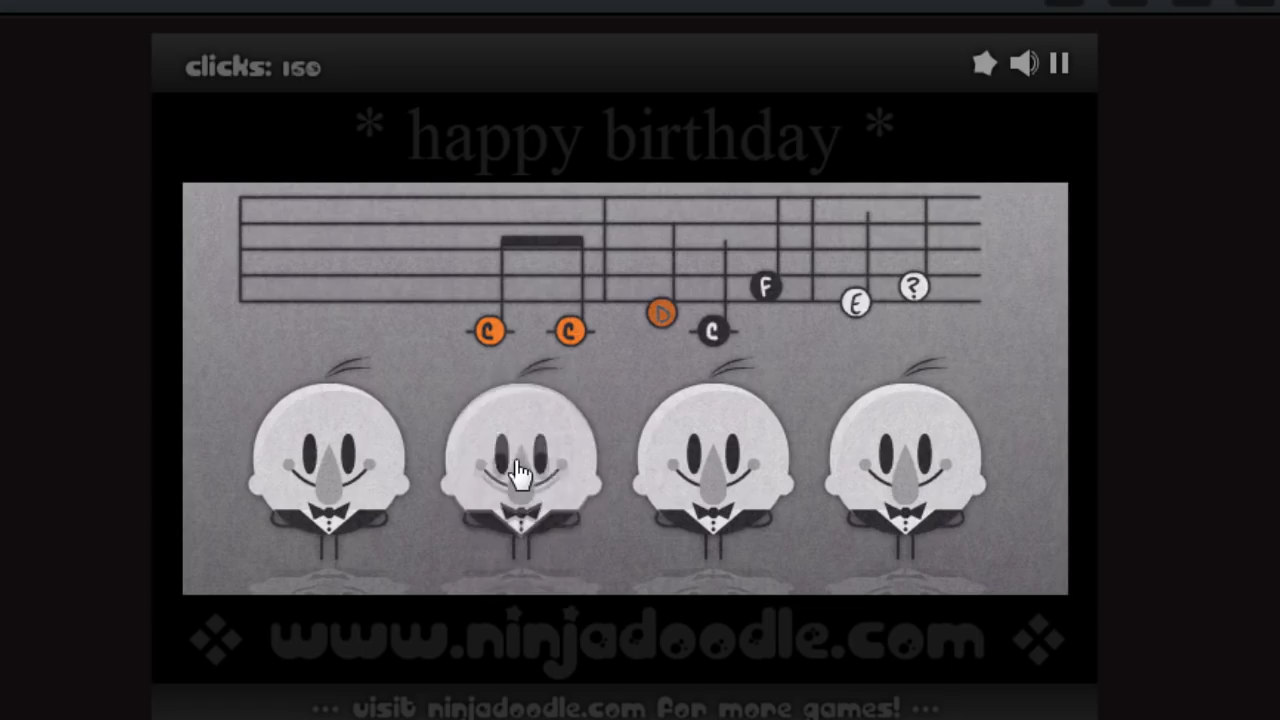 clicks: 150
* happy birthday *
C C D C F E ?
www.ninjadoodle.com
... visit ninjadoodle.com for more games! ...